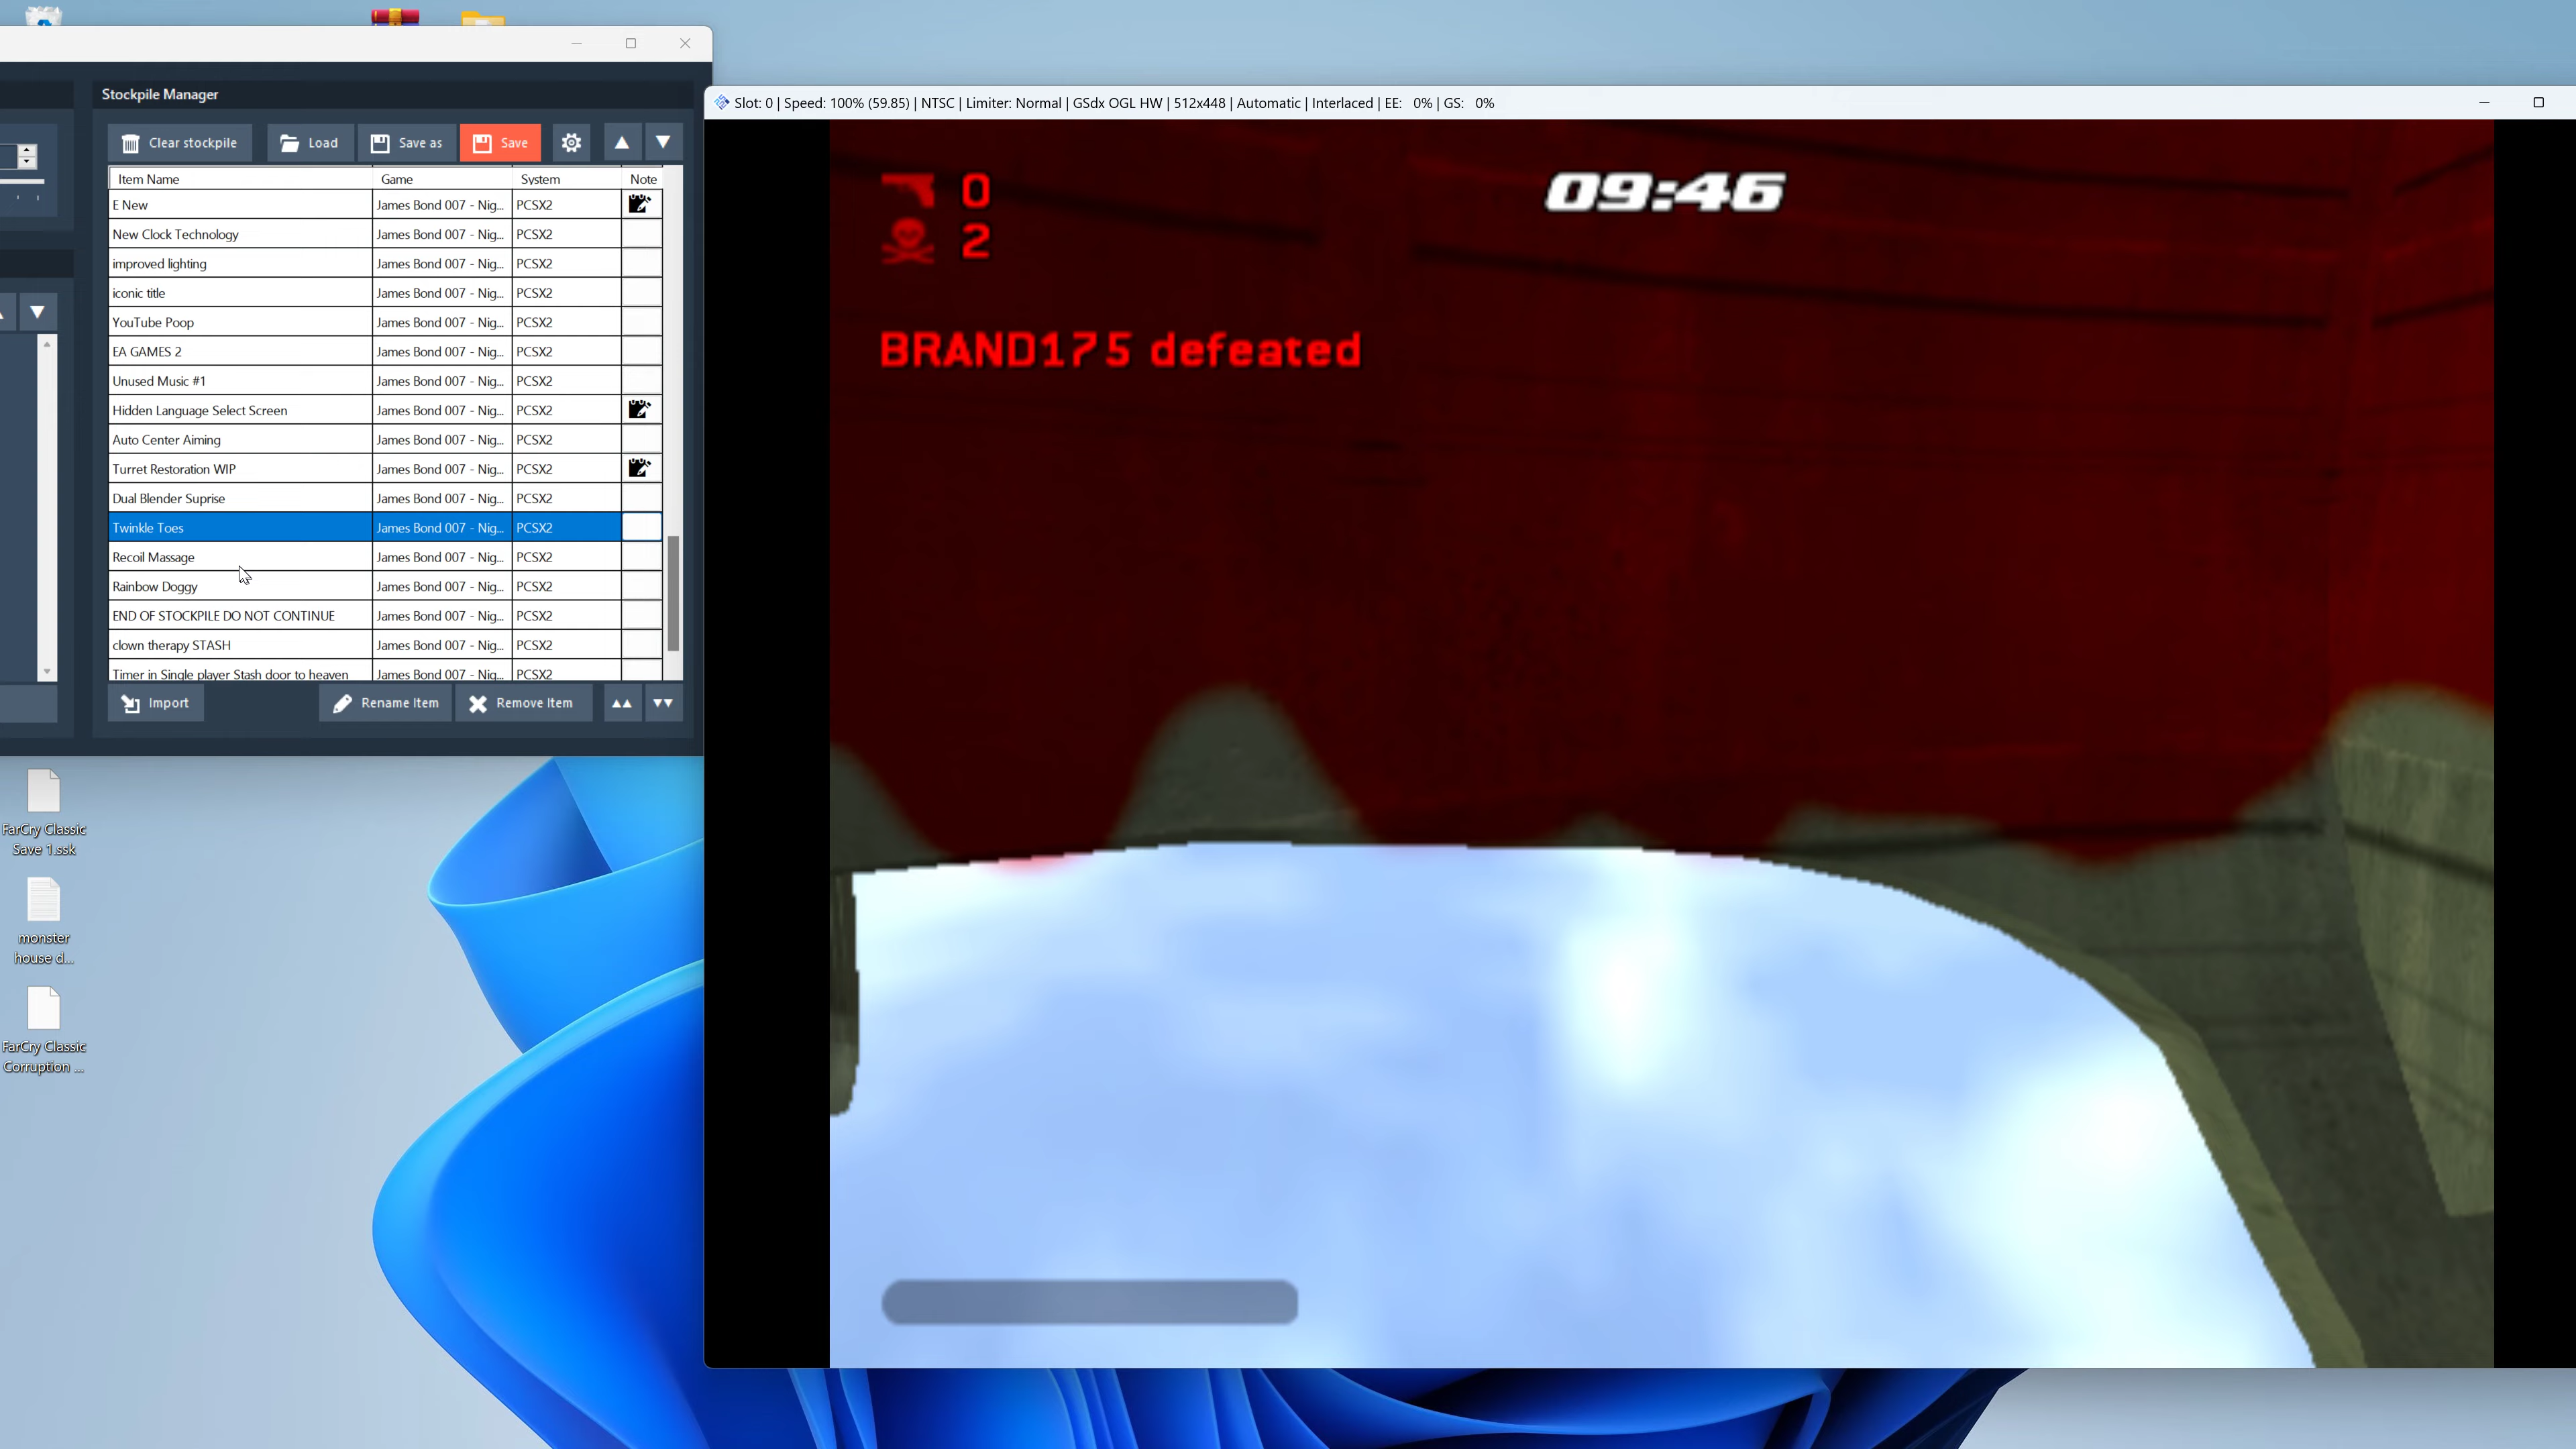 Stockpile Manager
Clear stockpile
Load
Save as
Save
Item Name Game System Note
E New James Bond 007 - Nig... PCSX2
New Clock Technology James Bond 007 - Nig... PCSX2
improved lighting James Bond 007 - Nig... PCSX2
iconic title James Bond 007 - Nig... PCSX2
YouTube Poop James Bond 007 - Nig... PCSX2
EA GAMES 2 James Bond 007 - Nig... PCSX2
Unused Music #1 James Bond 007 - Nig... PCSX2
Hidden Language Select Screen James Bond 007 - Nig... PCSX2
Auto Center Aiming James Bond 007 - Nig... PCSX2
Turret Restoration WIP James Bond 007 - Nig... PCSX2
Dual Blender Suprise James Bond 007 - Nig... PCSX2
Twinkle Toes James Bond 007 - Nig... PCSX2
Recoil Massage James Bond 007 - Nig... PCSX2
Rainbow Doggy James Bond 007 - Nig... PCSX2
END OF STOCKPILE DO NOT CONTINUE James Bond 007 - Nig... PCSX2
clown therapy STASH James Bond 007 - Nig... PCSX2
Timer in Single player Stash door to heaven James Bond 007 - Nig... PCSX2
Import
Rename Item
Remove Item
FarCry Classic
Save 1.ssk
monster
house d...
FarCry Classic
Corruption ...
Slot: 0 | Speed: 100% (59.85) | NTSC | Limiter: Normal | GSdx OGL HW | 512x448 | Automatic | Interlaced | EE: 0% | GS: 0%
0
2
09:46
BRAND175 defeated